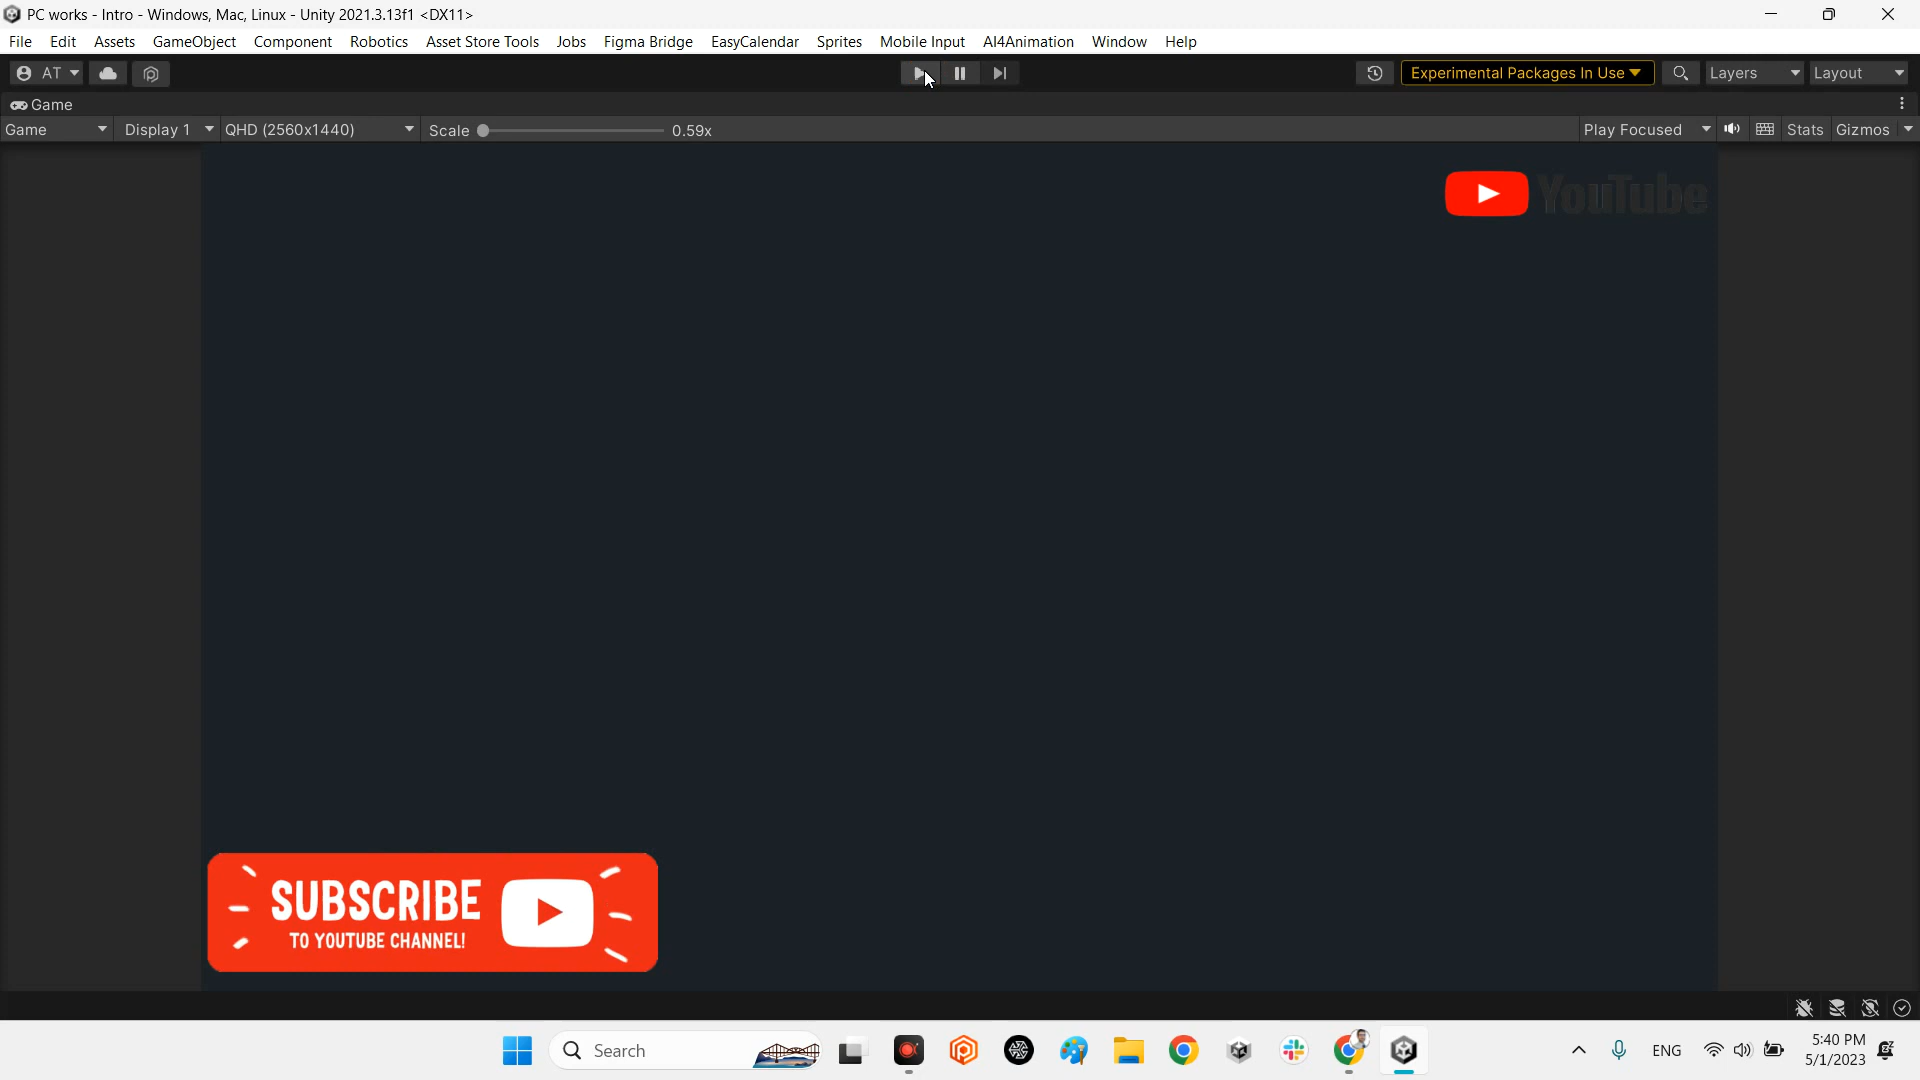 PC works - Intro - Windows, Mac, Linux - Unity 2021.3.13f1 <DX11>
File Edit Assets GameObject Component Robotics Asset Store Tools Jobs Figma Bridge EasyCalendar Sprites Mobile Input AI4Animation Window Help
AT Experimental Packages In Use Layers Layout
Game
Game Display 1 QHD (2560x1440) Scale 0.59x Play Focused Stats Gizmos
YouTube
SUBSCRIBE
TO YOUTUBE CHANNEL!
Search ENG 5:40 PM
5/1/2023